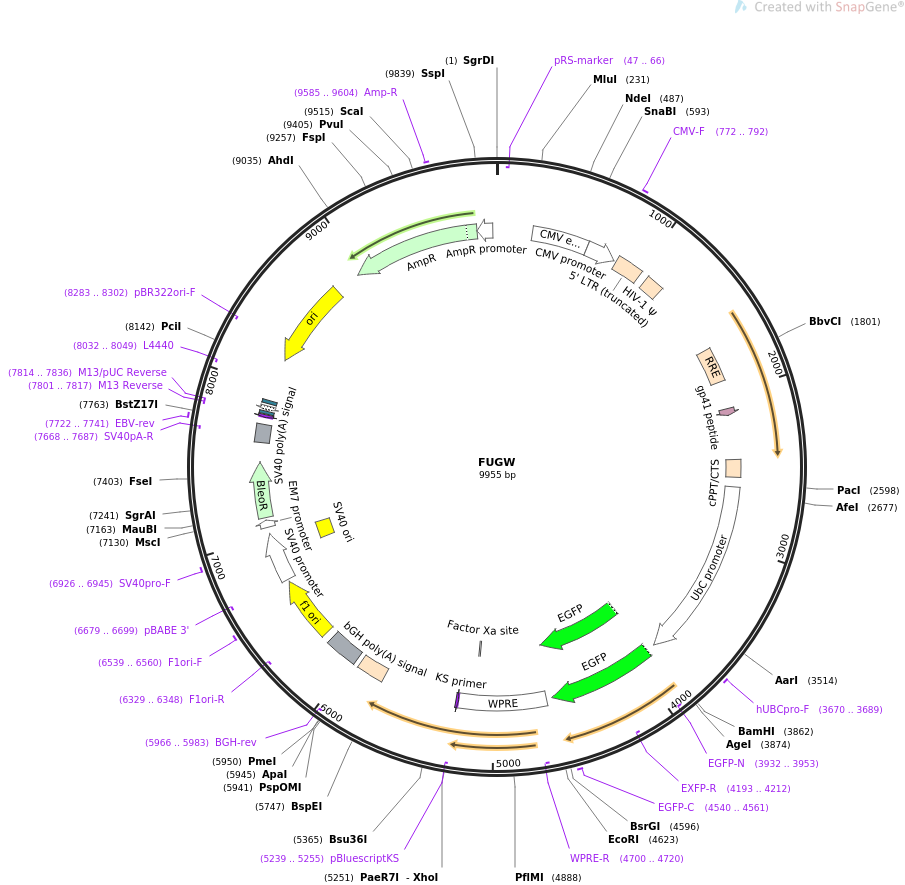 Created with SnapGene®
(1) SgrDI
(9839) SspI
(9585 .. 9604) Amp-R
(9515) ScaI
(9405) PvuI
(9257) FspI
(9035) AhdI
pRS-marker (47 .. 66)
MluI (231)
NdeI (487)
SnaBI (593)
CMV-F (772 .. 792)
BbvCI (1801)
PacI (2598)
AfeI (2677)
AarI (3514)
hUBCpro-F (3670 .. 3689)
BamHI (3862)
AgeI (3874)
EGFP-N (3932 .. 3953)
EXFP-R (4193 .. 4212)
EGFP-C (4540 .. 4561)
BsrGI (4596)
EcoRI (4623)
WPRE-R (4700 .. 4720)
PflMI (4888)
(5251) PaeR7I - XhoI
(5239 .. 5255) pBluescriptKS
(5365) Bsu36I
(5747) BspEI
(5941) PspOMI
(5945) ApaI
(5950) PmeI
(5966 .. 5983) BGH-rev
(6329 .. 6348) F1ori-R
(6539 .. 6560) F1ori-F
(6679 .. 6699) pBABE 3'
(6926 .. 6945) SV40pro-F
(7130) MscI
(7163) MauBI
(7241) SgrAI
(7403) FseI
(7668 .. 7687) SV40pA-R
(7722 .. 7741) EBV-rev
(7763) BstZ17I
(7801 .. 7817) M13 Reverse
(7814 .. 7836) M13/pUC Reverse
(8032 .. 8049) L4440
(8142) PciI
(8283 .. 8302) pBR322ori-F
1000
2000
3000
4000
5000
6000
7000
8000
9000
AmpR
AmpR promoter
CMV e...
CMV promoter
5' LTR (truncated)
HIV-1 Ψ
RRE
gp41 peptide
cPPT/CTS
UbC promoter
EGFP
EGFP
Factor Xa site
WPRE
KS primer
bGH poly(A) signal
f1 ori
SV40 promoter
SV40 ori
EM7 promoter
BleoR
SV40 poly(A) signal
ori
FUGW
9955 bp